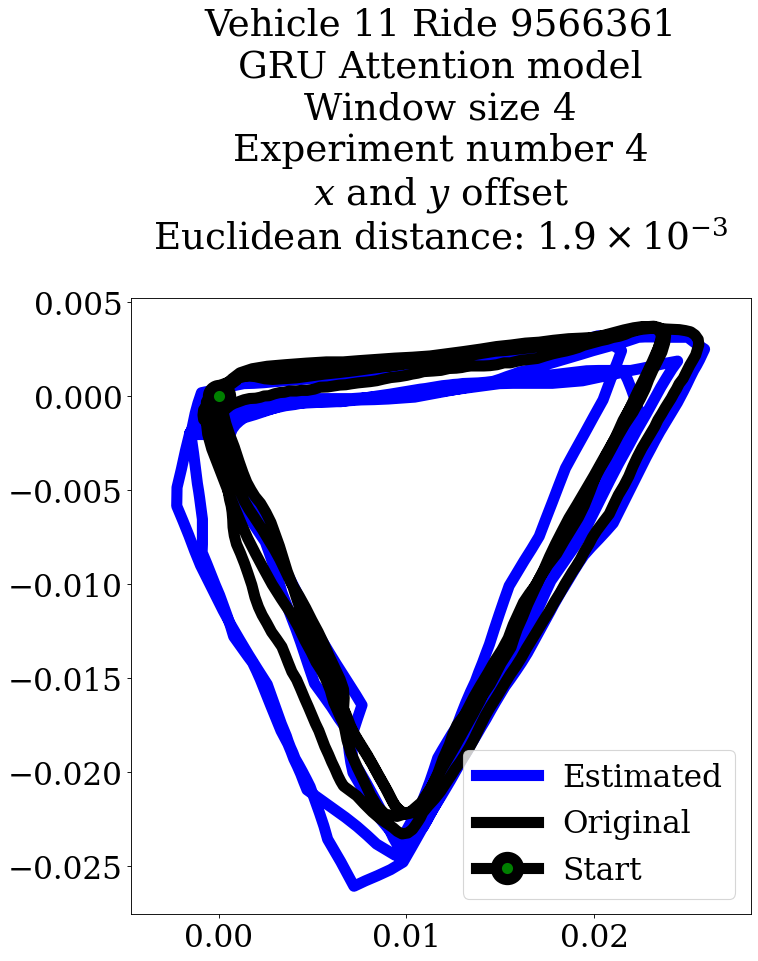 Vehicle 11 Ride 9566361
GRU Attention model
Window size 4
Experiment number 4
x and y offset
Euclidean distance: 1.9 × 10⁻³
0.005
0.000
−0.005
−0.010
−0.015
−0.020
−0.025
0.00 0.01 0.02
Estimated
Original
Start